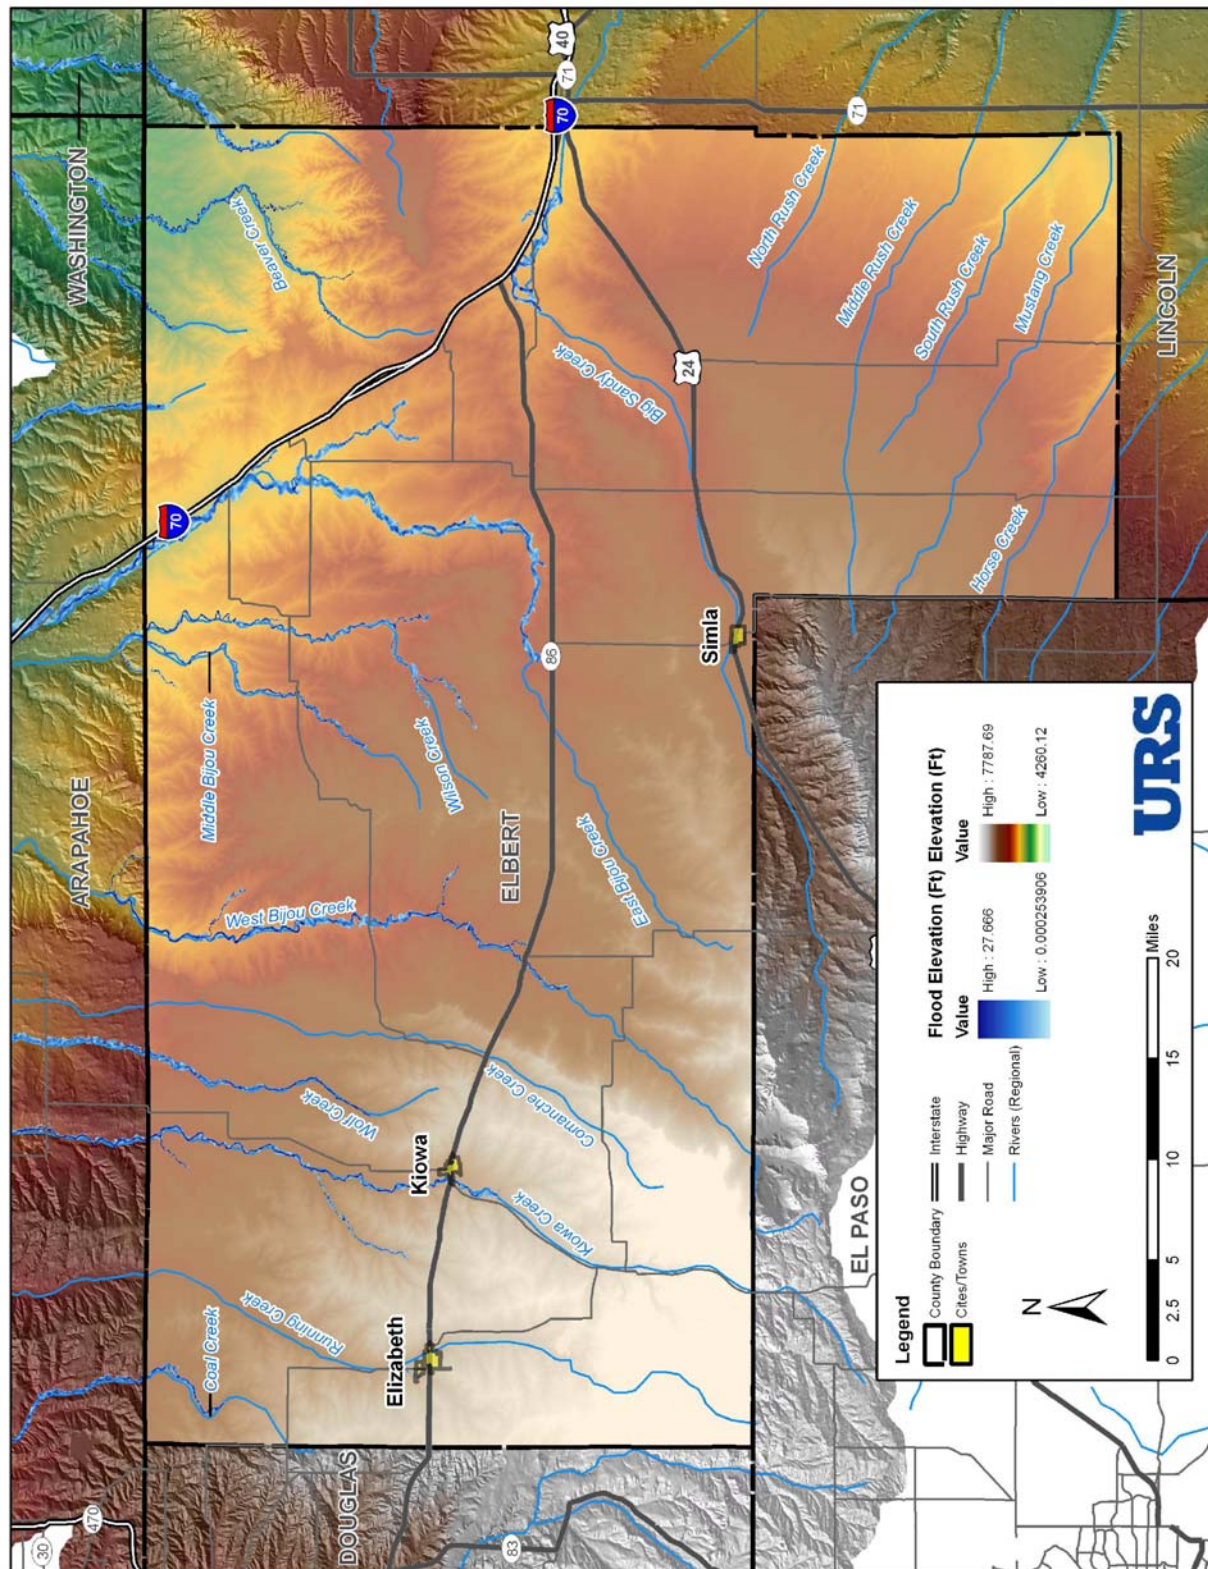 WASHINGTON
ARAPAHOE
40
71
70
70
Beaver Creek
Middle Bijou Creek
West Bijou Creek
Wilson Creek
Wolf Creek
Coal Creek
Running Creek
ELBERT
86
Big Sandy Creek
24
East Bijou Creek
Comanche Creek
Kiowa
Kiowa Creek
Elizabeth
Simla
North Rush Creek
Middle Rush Creek
South Rush Creek
Mustang Creek
Horse Creek
71
LINCOLN
30
470
DOUGLAS
83
EL PASO
Legend
County Boundary
Cites/Towns
Interstate
Highway
Major Road
Rivers (Regional)
Flood Elevation (Ft)
Value
High : 27.666
Low : 0.000253906
Elevation (Ft)
Value
High : 7787.69
Low : 4260.12
N
0 2.5 5 10 15 20
Miles
URS